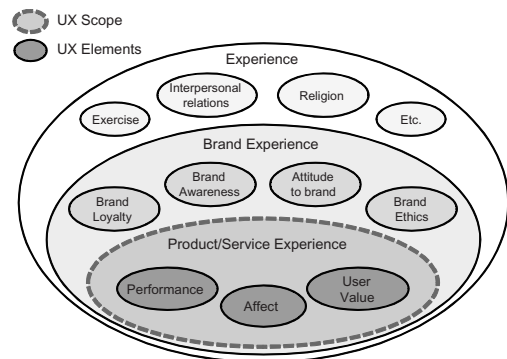 UX Scope
UX Elements
Experience
Interpersonal
relations
Religion
Exercise
Etc.
Brand Experience
Brand
Awareness
Attitude
to brand
Brand
Loyalty
Brand
Ethics
Product/Service Experience
Performance
Affect
User
Value